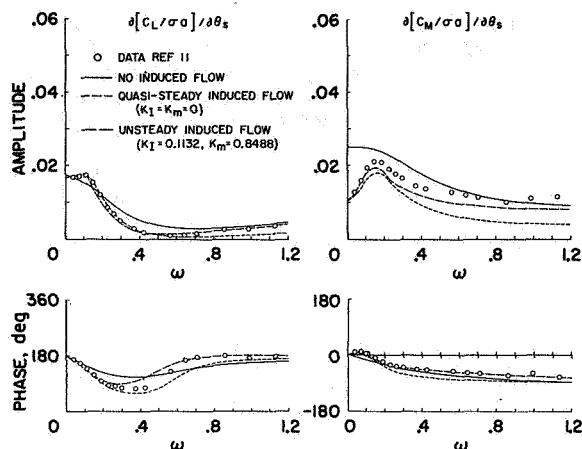 ∂[C_L/σa]/∂θ_s
∂[C_M/σa]/∂θ_s
AMPLITUDE
.06
.04
.02
0
○ DATA REF 11
NO INDUCED FLOW
QUASI-STEADY INDUCED FLOW
(K_I=K_m=0)
UNSTEADY INDUCED FLOW
(K_I=0.1132, K_m=0.8488)
0 .4 .8 1.2
ω
.06
.04
.02
0
0 .4 .8 1.2
ω
PHASE, deg
360
180
0
0 .4 .8 1.2
ω
180
0
-180
0 .4 .8 1.2
ω